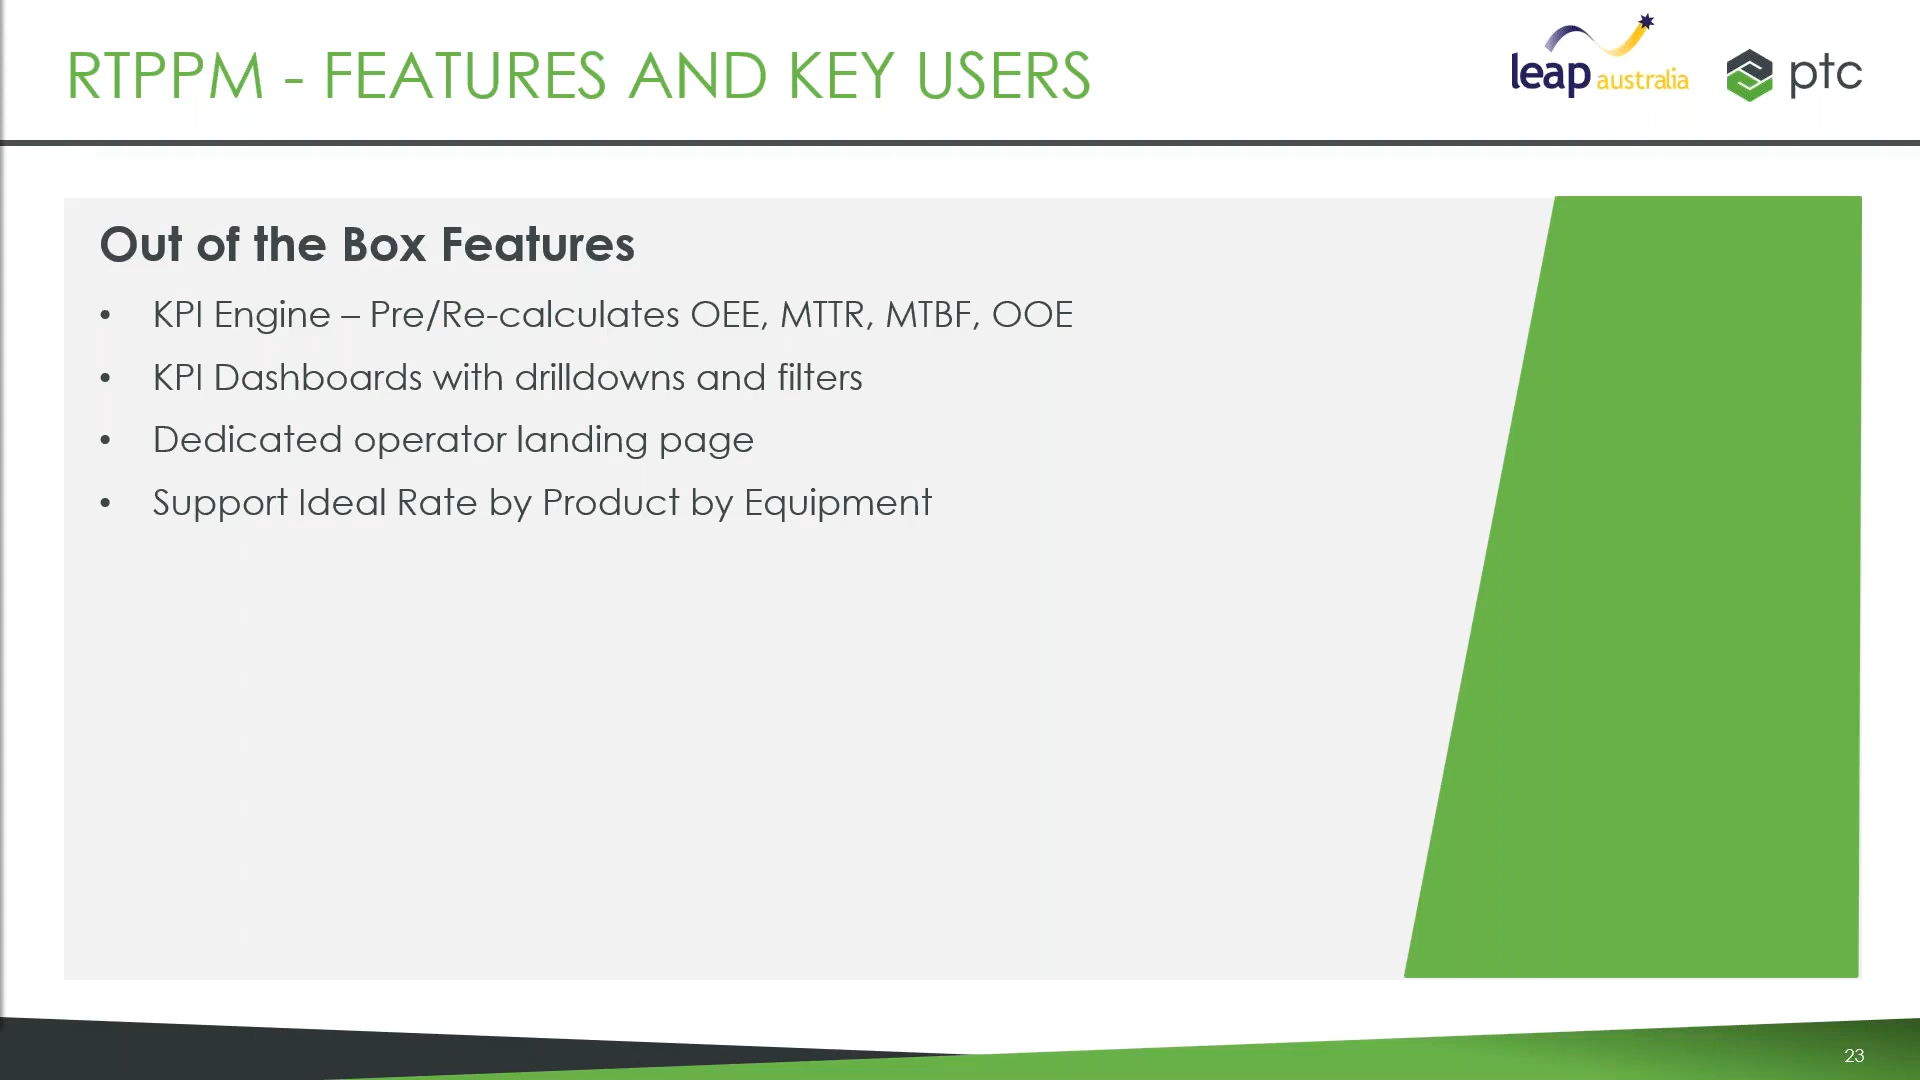 RTPPM - FEATURES AND KEY USERS
leap australia
ptc
Out of the Box Features
• KPI Engine – Pre/Re-calculates OEE, MTTR, MTBF, OOE
• KPI Dashboards with drilldowns and filters
• Dedicated operator landing page
• Support Ideal Rate by Product by Equipment
23